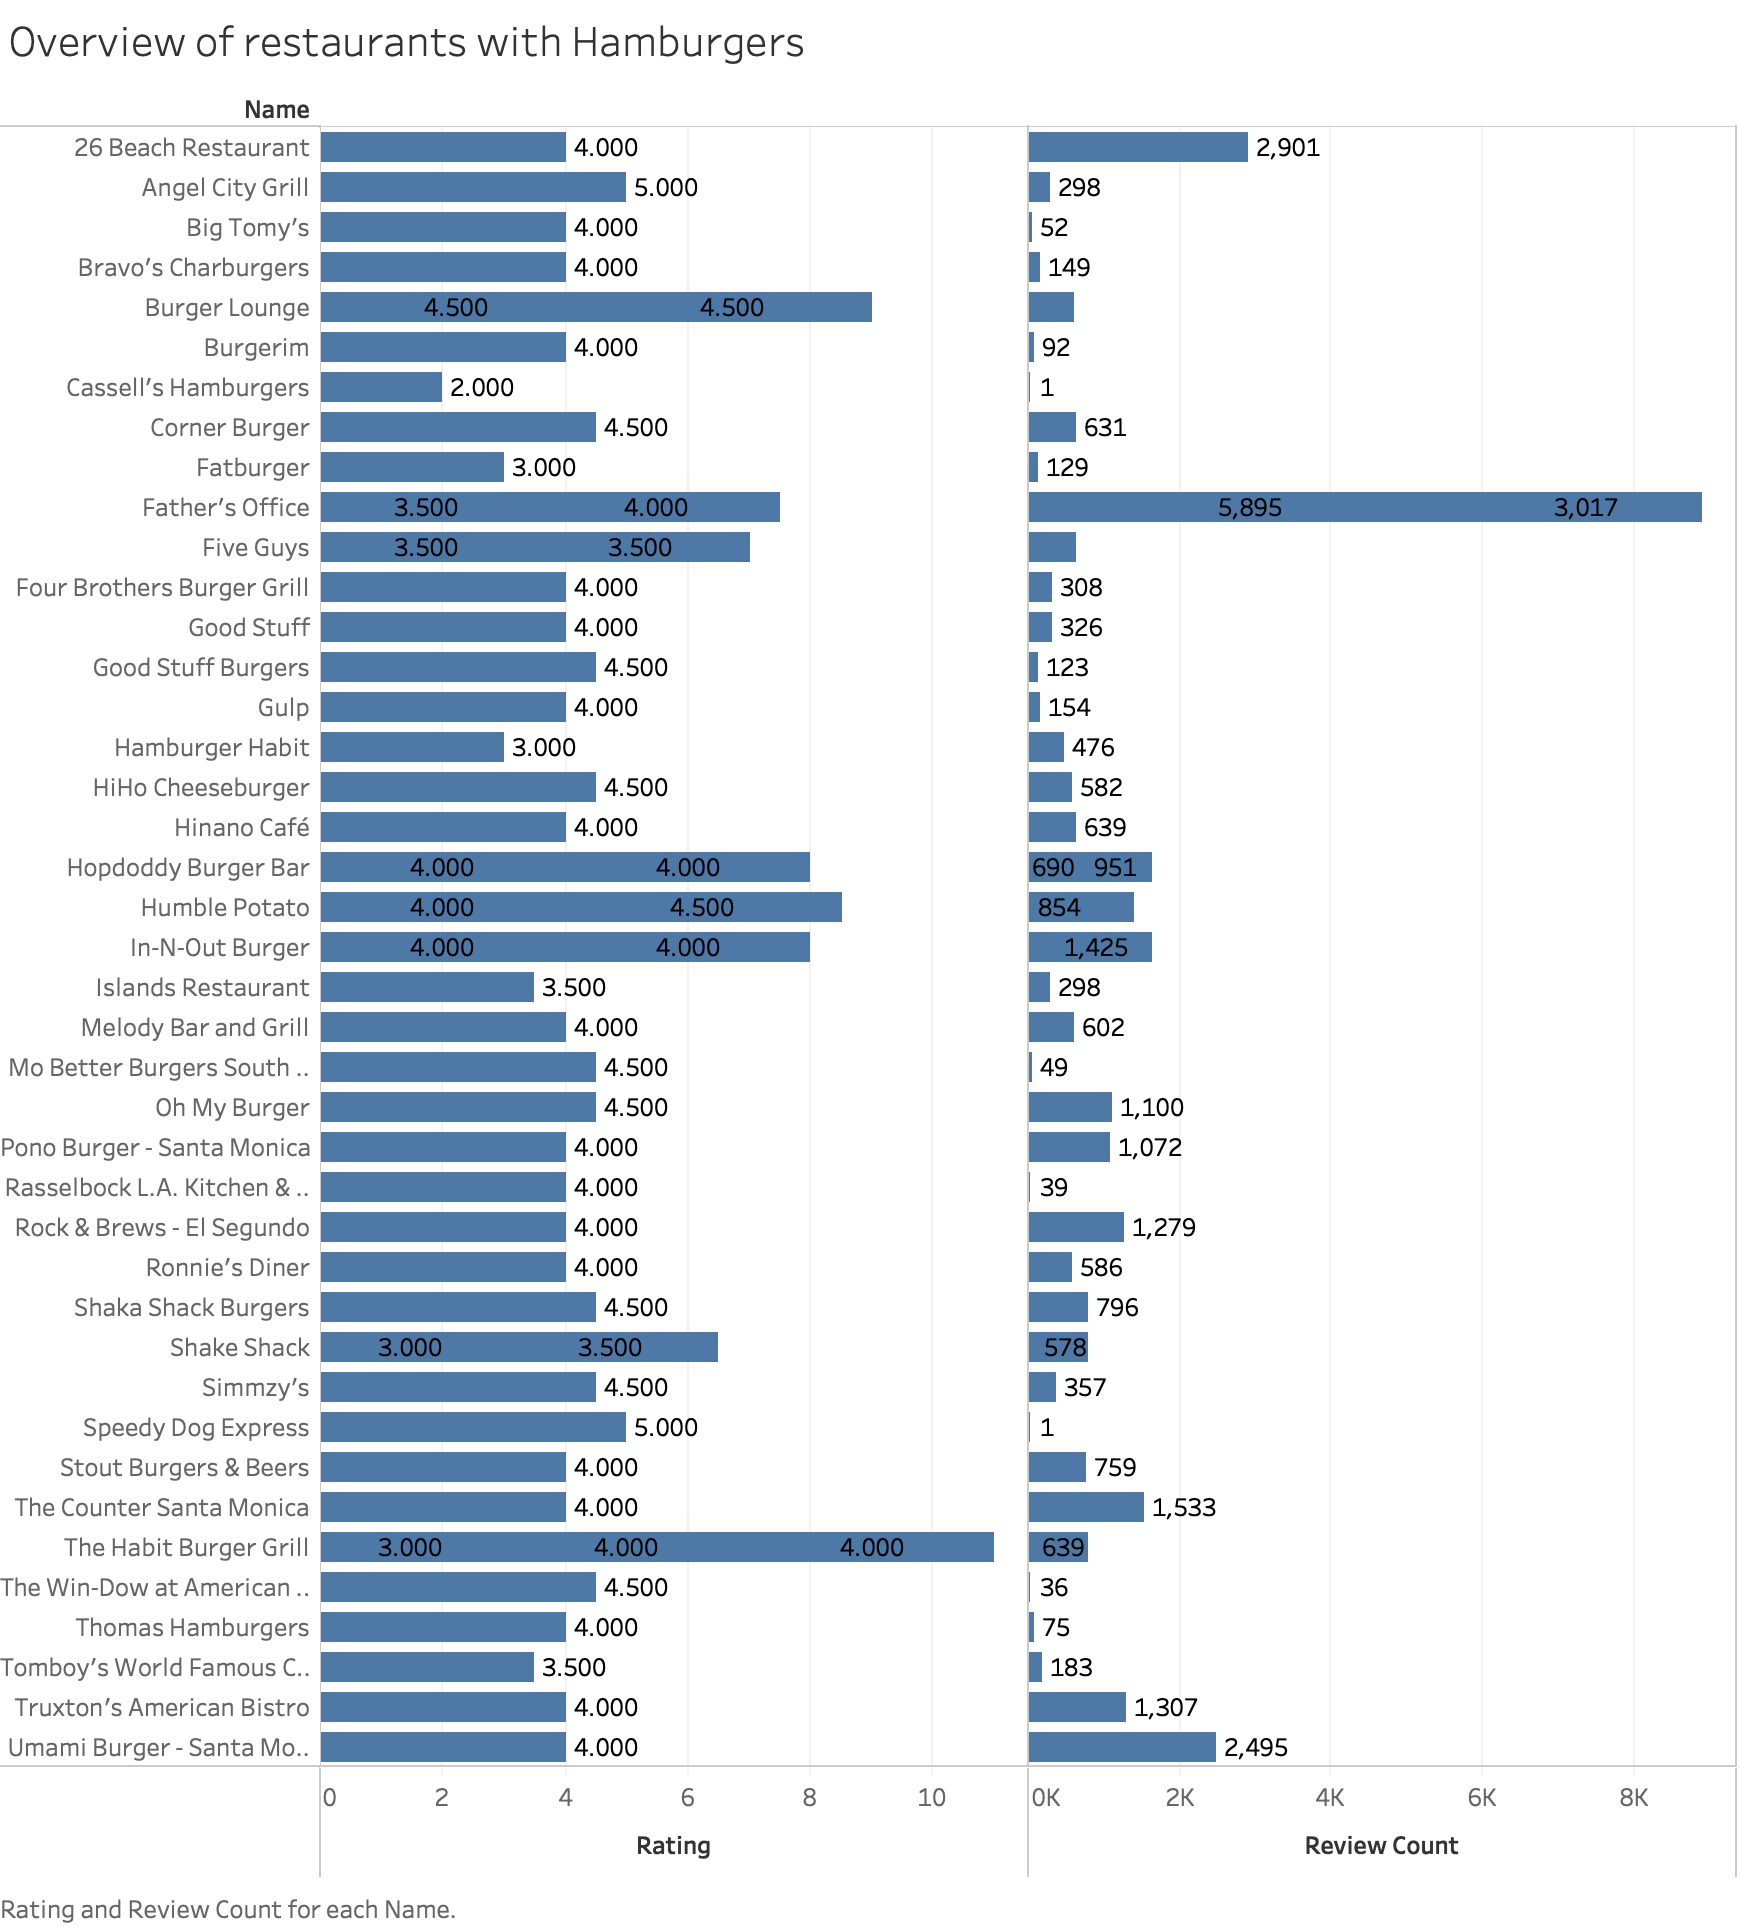 Overview of restaurants with Hamburgers
Name
26 Beach Restaurant 4.000 2,901
Angel City Grill 5.000 298
Big Tomy's 4.000 52
Bravo's Charburgers 4.000 149
Burger Lounge 4.500 4.500
Burgerim 4.000 92
Cassell's Hamburgers 2.000 1
Corner Burger 4.500 631
Fatburger 3.000 129
Father's Office 3.500 4.000 5,895 3,017
Five Guys 3.500 3.500
Four Brothers Burger Grill 4.000 308
Good Stuff 4.000 326
Good Stuff Burgers 4.500 123
Gulp 4.000 154
Hamburger Habit 3.000 476
HiHo Cheeseburger 4.500 582
Hinano Café 4.000 639
Hopdoddy Burger Bar 4.000 4.000 690 951
Humble Potato 4.000 4.500 854
In-N-Out Burger 4.000 4.000 1,425
Islands Restaurant 3.500 298
Melody Bar and Grill 4.000 602
Mo Better Burgers South .. 4.500 49
Oh My Burger 4.500 1,100
Pono Burger - Santa Monica 4.000 1,072
Rasselbock L.A. Kitchen & .. 4.000 39
Rock & Brews - El Segundo 4.000 1,279
Ronnie's Diner 4.000 586
Shaka Shack Burgers 4.500 796
Shake Shack 3.000 3.500 578
Simmzy's 4.500 357
Speedy Dog Express 5.000 1
Stout Burgers & Beers 4.000 759
The Counter Santa Monica 4.000 1,533
The Habit Burger Grill 3.000 4.000 4.000 639
The Win-Dow at American .. 4.500 36
Thomas Hamburgers 4.000 75
Tomboy's World Famous C.. 3.500 183
Truxton's American Bistro 4.000 1,307
Umami Burger - Santa Mo.. 4.000 2,495
0 2 4 6 8 10 0K 2K 4K 6K 8K
Rating Review Count
Rating and Review Count for each Name.